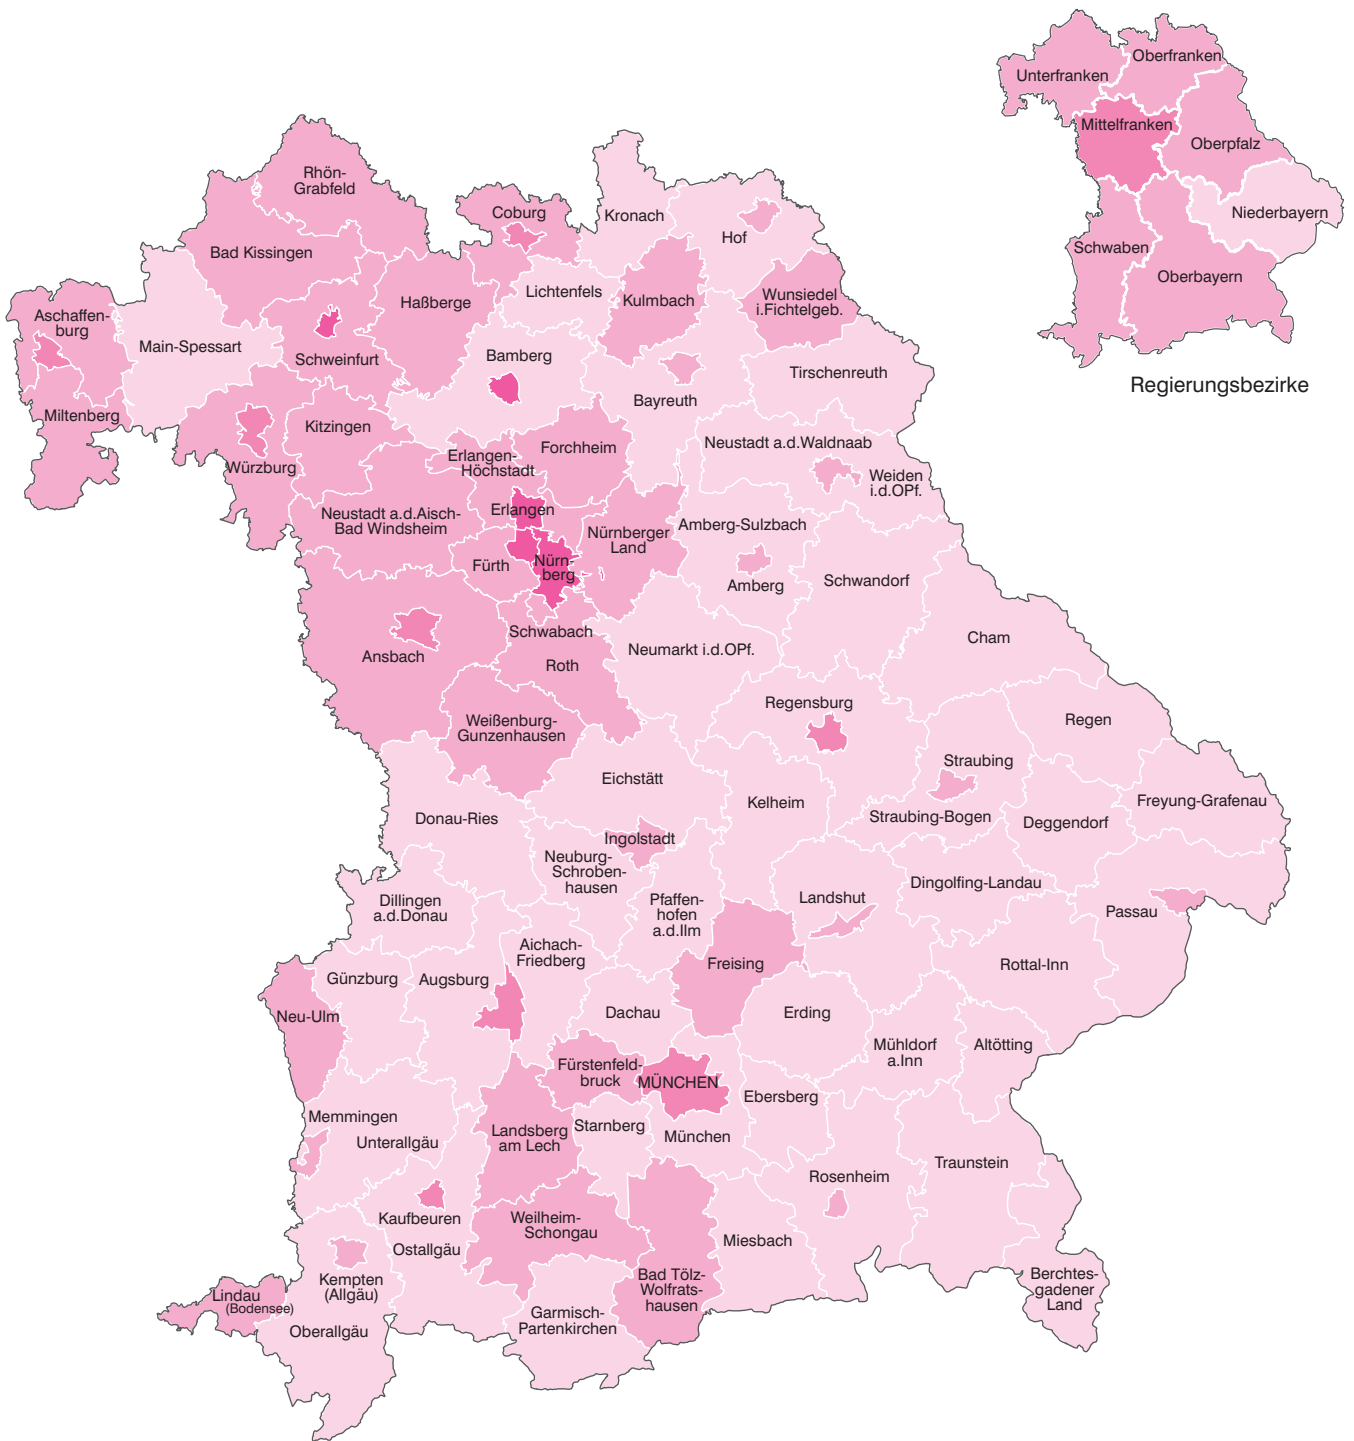 Oberfranken
Unterfranken
Mittelfranken
Oberpfalz
Niederbayern
Schwaben
Oberbayern
Regierungsbezirke
Rhön-
Grabfeld
Coburg
Kronach
Hof
Bad Kissingen
Lichtenfels
Haßberge
Kulmbach
Wunsiedel
i.Fichtelgeb.
Aschaffen-
burg
Main-Spessart
Schweinfurt
Bamberg
Tirschenreuth
Bayreuth
Miltenberg
Kitzingen
Neustadt a.d.Waldnaab
Forchheim
Erlangen-
Höchstadt
Würzburg
Weiden
i.d.OPf.
Erlangen
Neustadt a.d.Aisch-
Bad Windsheim
Amberg-Sulzbach
Nürnberger
Land
Fürth
Nürn-
berg
Amberg
Schwandorf
Schwabach
Cham
Ansbach
Roth
Neumarkt i.d.OPf.
Regensburg
Regen
Weißenburg-
Gunzenhausen
Straubing
Eichstätt
Kelheim
Freyung-Grafenau
Donau-Ries
Straubing-Bogen
Deggendorf
Ingolstadt
Neuburg-
Schroben-
hausen
Dingolfing-Landau
Dillingen
a.d.Donau
Pfaffen-
hofen
a.d.Ilm
Landshut
Passau
Aichach-
Friedberg
Freising
Rottal-Inn
Günzburg
Augsburg
Neu-Ulm
Dachau
Erding
Mühldorf
a.Inn
Altötting
Fürstenfeld-
bruck
MÜNCHEN
Ebersberg
Memmingen
Unterallgäu
Landsberg
am Lech
Starnberg
München
Traunstein
Rosenheim
Kaufbeuren
Weilheim-
Schongau
Ostallgäu
Miesbach
Kempten
(Allgäu)
Bad Tölz-
Wolfrats-
hausen
Berchtes-
gadener
Land
Lindau
(Bodensee)
Oberallgäu
Garmisch-
Partenkirchen